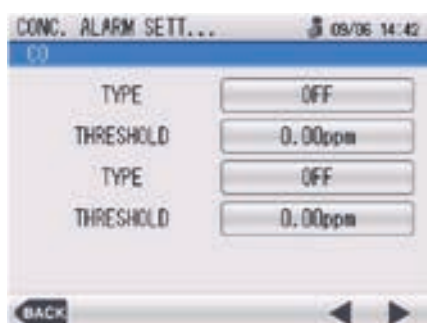 CONC. ALARM SETT... 09/06 14:42
CO
TYPE OFF
THRESHOLD 0.00ppm
TYPE OFF
THRESHOLD 0.00ppm
BACK